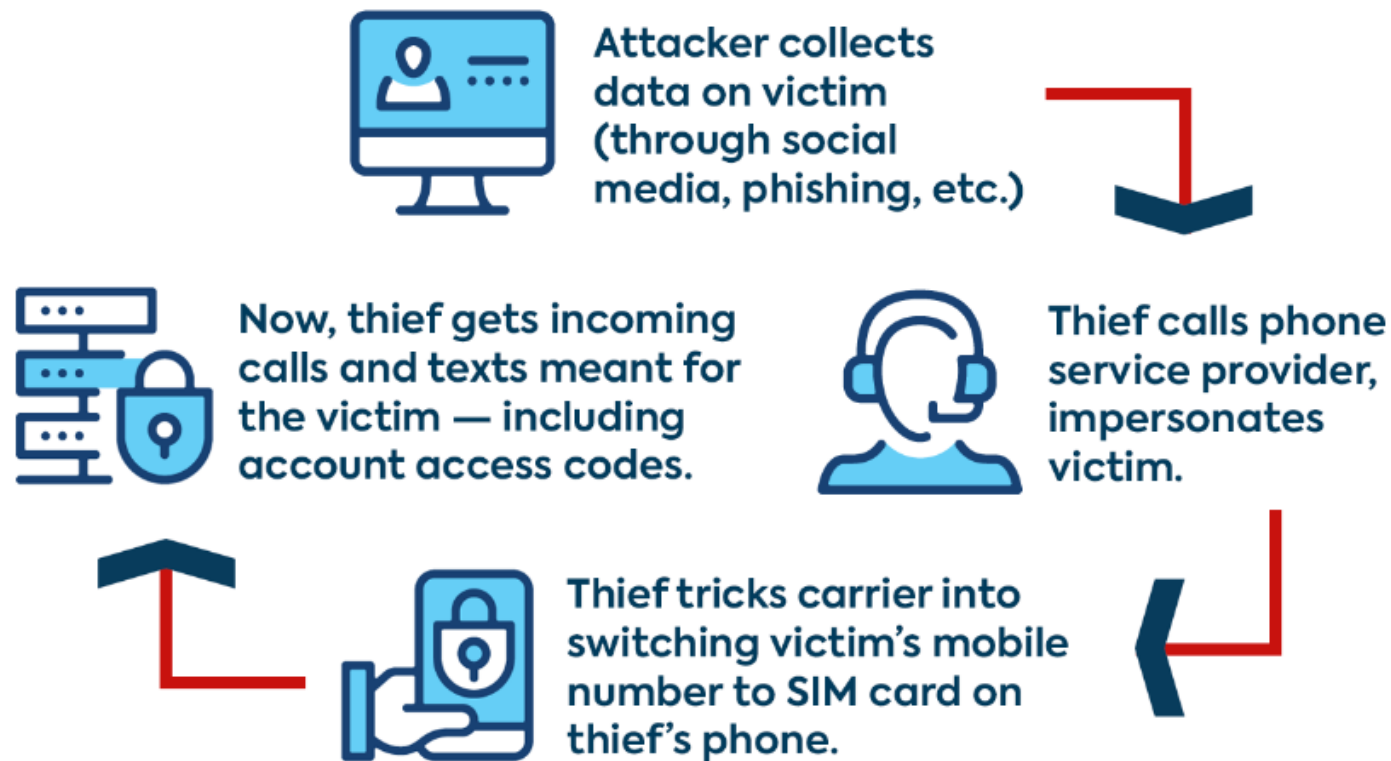 Attacker collects
data on victim
(through social
media, phishing, etc.)
Thief calls phone
service provider,
impersonates
victim.
Thief tricks carrier into
switching victim’s mobile
number to SIM card on
thief’s phone.
Now, thief gets incoming
calls and texts meant for
the victim — including
account access codes.